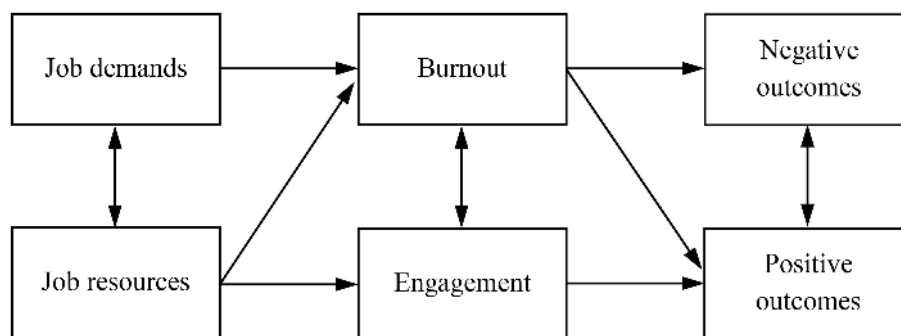 Job demands
Burnout
Negative
outcomes
Job resources
Engagement
Positive
outcomes